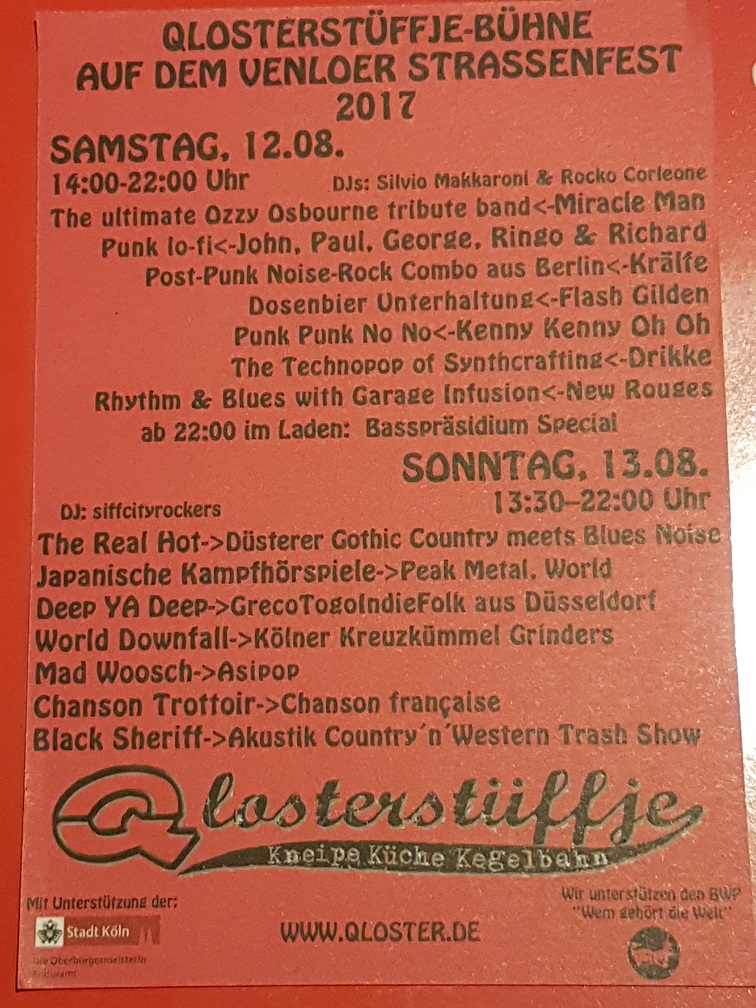 QLOSTERSTÜFFJE-BÜHNE
AUF DEM VENLOER STRASSENFEST
2017
SAMSTAG, 12.08.
14:00-22:00 Uhr DJs: Silvio Makkaroni & Rocko Corleone
The ultimate Ozzy Osbourne tribute band<-Miracle Man
Punk lo-fi<-John, Paul, George, Ringo & Richard
Post-Punk Noise-Rock Combo aus Berlin<-Krälfe
Dosenbier Unterhaltung<-Flash Gilden
Punk Punk No No<-Kenny Kenny Oh Oh
The Technopop of Synthcrafting<-Drikke
Rhythm & Blues with Garage Infusion<-New Rouges
ab 22:00 im Laden: Basspräsidium Special
SONNTAG, 13.08.
DJ: siffcityrockers 13:30–22:00 Uhr
The Real Hot->Düsterer Gothic Country meets Blues Noise
Japanische Kampfhörspiele->Peak Metal, World
Deep YA Deep->GrecoTogoIndieFolk aus Düsseldorf
World Downfall->Kölner Kreuzkümmel Grinders
Mad Woosch->Asipop
Chanson Trottoir->Chanson française
Black Sheriff->Akustik Country´n´Western Trash Show
Qlosterstüffje
Kneipe Küche Kegelbahn
Mit Unterstützung der:
Stadt Köln
Die Oberbürgermeisterin
Kulturamt
WWW.QLOSTER.DE
Wir unterstützen den BWP
"Wem gehört die Welt"